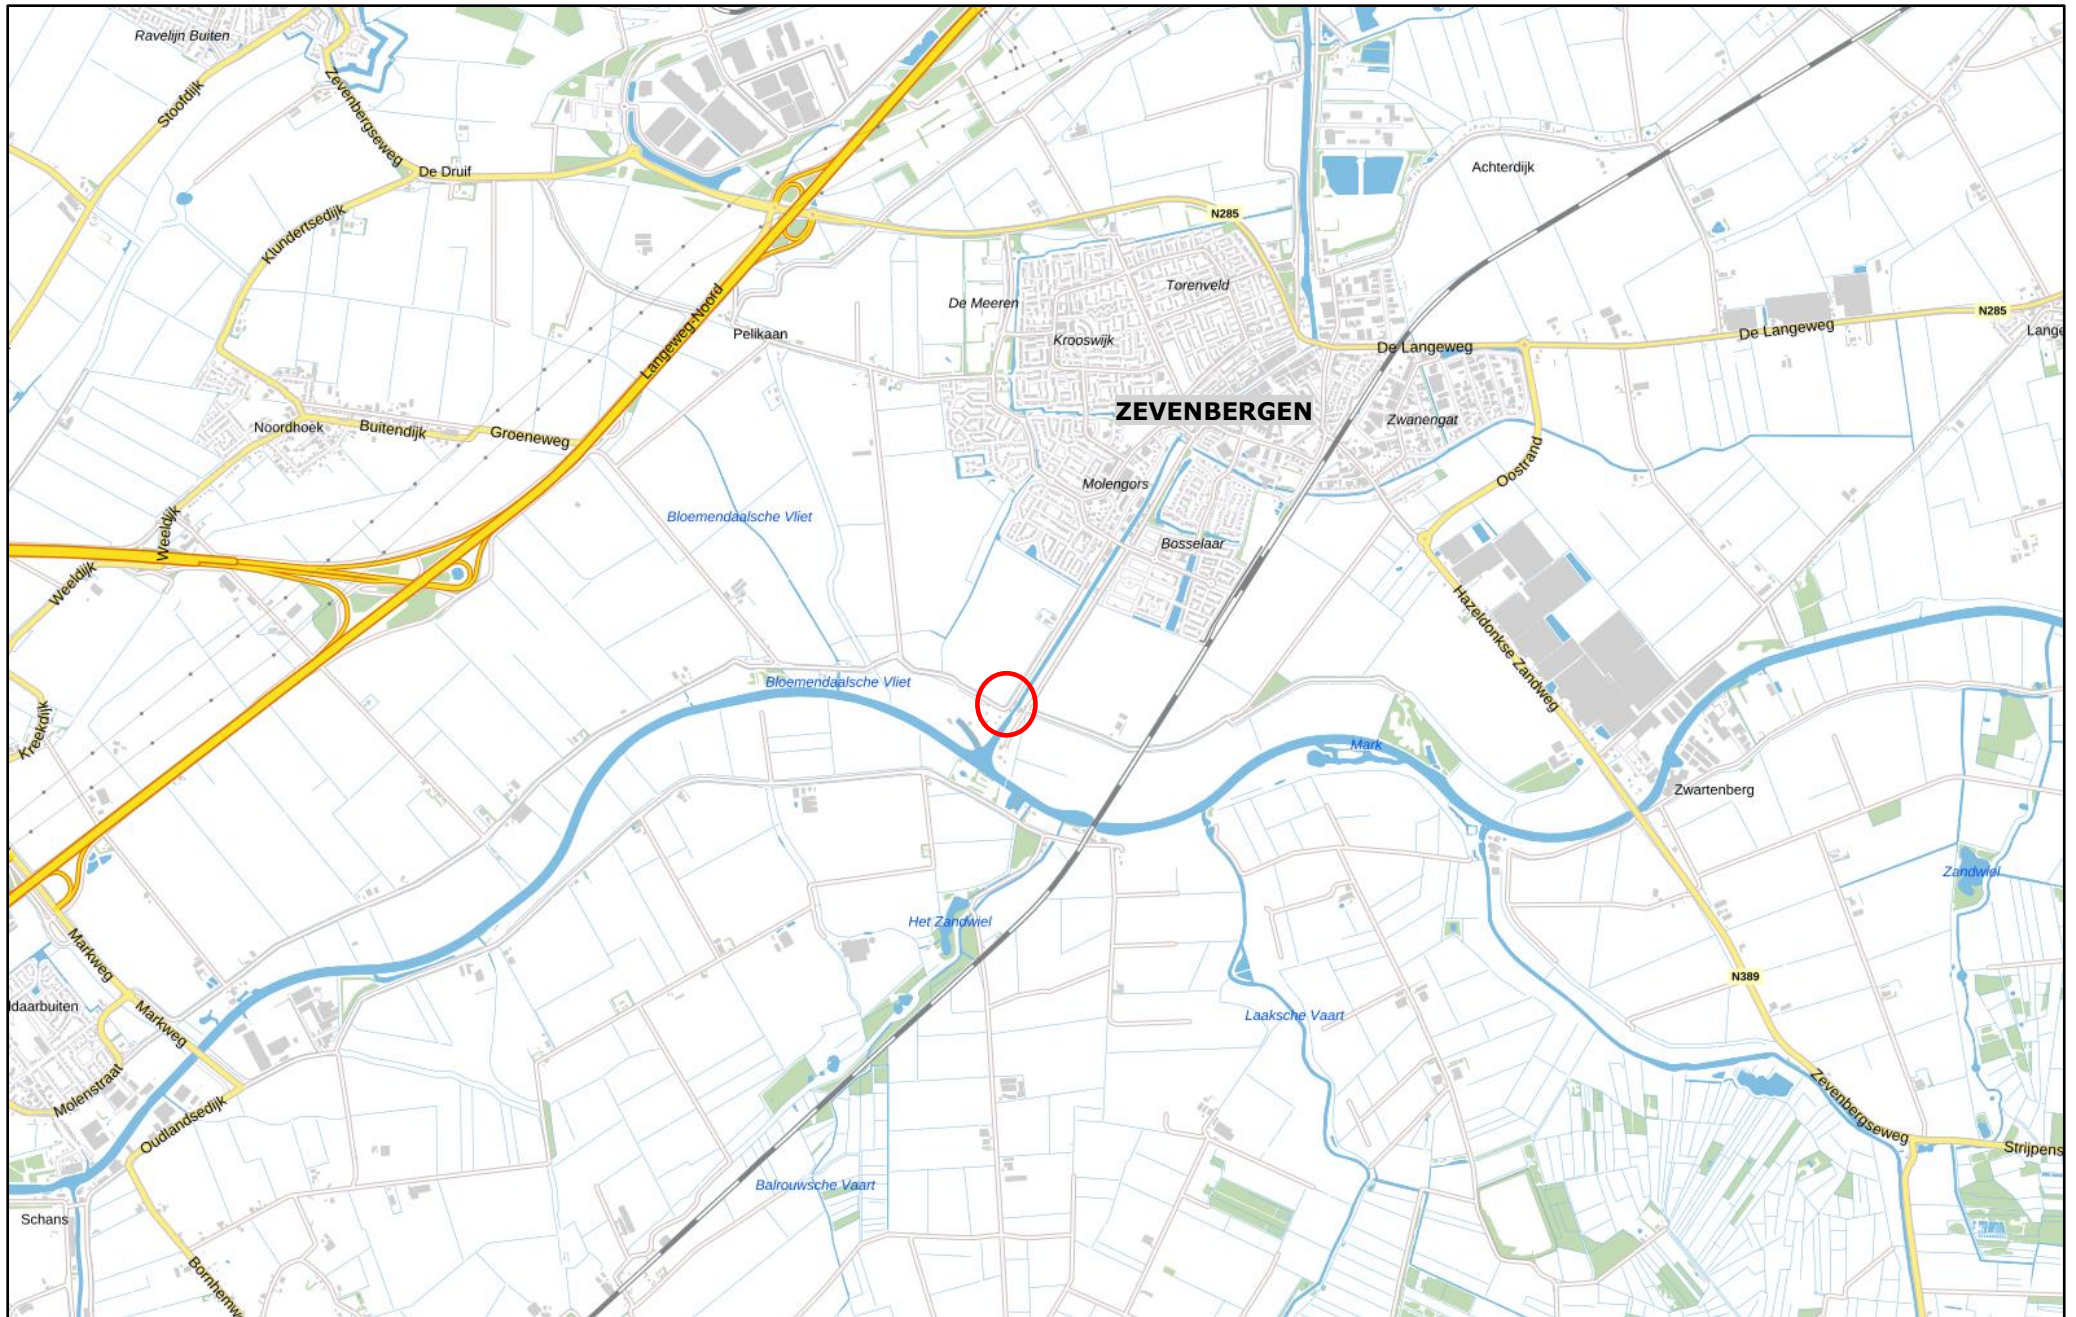 Ravelijn Buiten
Stoofdijk
Zevenbergseweg
De Druif
Achterdijk
Klundertsedijk
N285
Torenveld
De Meeren
Langeweg-Noord
Pelikaan
Krooswijk
De Langeweg
De Langeweg
N285
Lange
ZEVENBERGEN
Zwanengat
Noordhoek
Buitendijk
Groeneweg
Oostrand
Molengors
Bloemendaalsche Vliet
Weeldijk
Bosselaar
Weeldijk
Hazeldonkse Zandweg
Bloemendaalsche Vliet
Kreekdijk
Mark
Zwartenberg
Zandwiel
Het Zandwiel
Markweg
N389
ldaarbuiten
Markweg
Laaksche Vaart
Molenstraat
Oudlandsedijk
Zevenbergseweg
Strijpens
Balrouwsche Vaart
Schans
Bornhemw